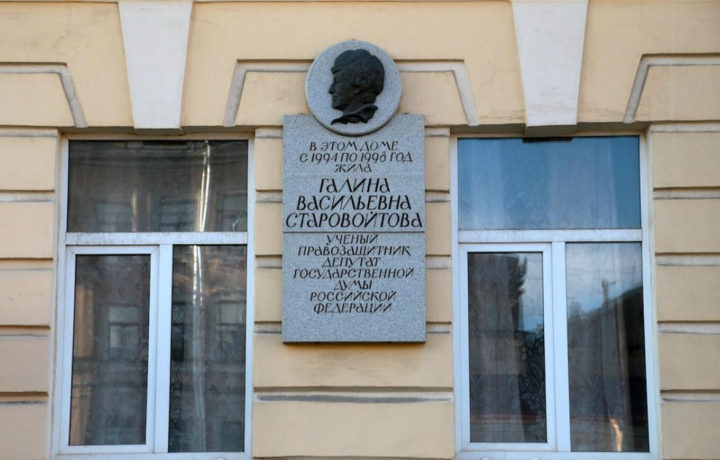 В ЭТОМ ДОМЕ
С 1994 ПО 1998 ГОД
ЖИЛА
ГАЛИНА
ВАСИЛЬЕВНА
СТАРОВОЙТОВА
УЧЕНЫЙ
ПРАВОЗАЩИТНИК
ДЕПУТАТ
ГОСУДАРСТВЕННОЙ
ДУМЫ
РОССИЙСКОЙ
ФЕДЕРАЦИИ